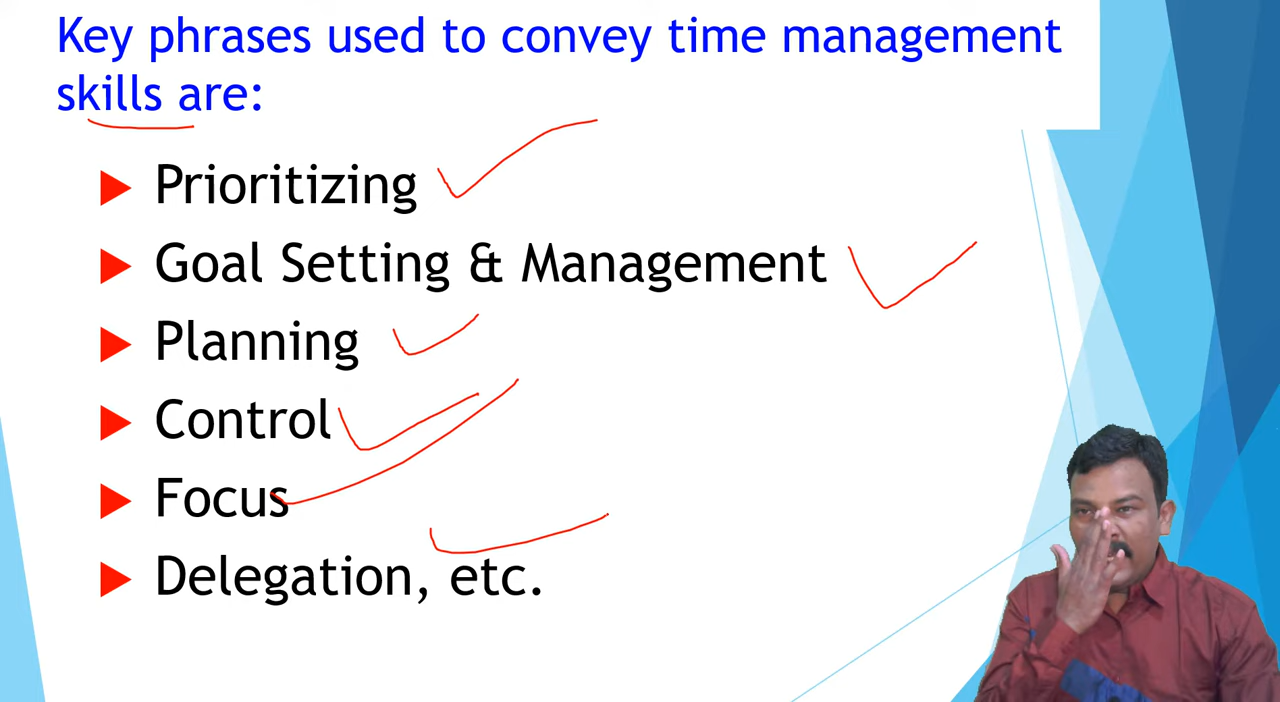 Key phrases used to convey time management
skills are:
Prioritizing
Goal Setting & Management
Planning
Control
Focus
Delegation, etc.